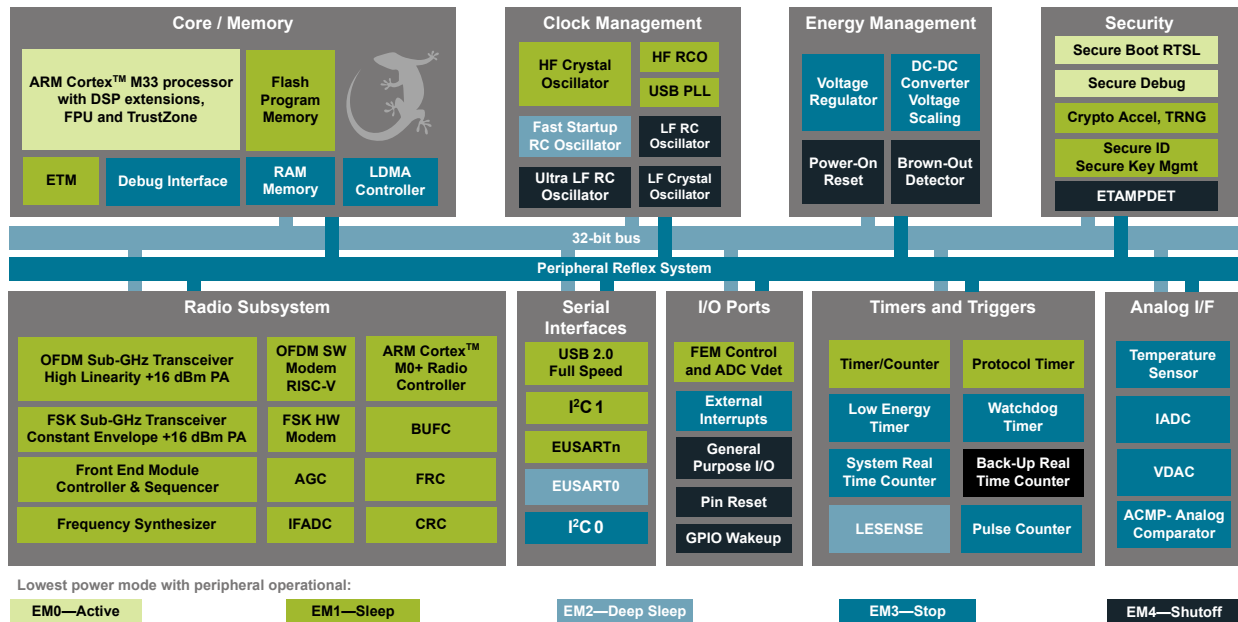 Core / Memory
ARM Cortex™ M33 processor
with DSP extensions,
FPU and TrustZone
Flash
Program
Memory
ETM
Debug Interface
RAM
Memory
LDMA
Controller
Clock Management
HF Crystal
Oscillator
HF RCO
USB PLL
Fast Startup
RC Oscillator
LF RC
Oscillator
Ultra LF RC
Oscillator
LF Crystal
Oscillator
Energy Management
Voltage
Regulator
DC-DC
Converter
Voltage
Scaling
Power-On
Reset
Brown-Out
Detector
Security
Secure Boot RTSL
Secure Debug
Crypto Accel, TRNG
Secure ID
Secure Key Mgmt
ETAMPDET
32-bit bus
Peripheral Reflex System
Radio Subsystem
OFDM Sub-GHz Transceiver
High Linearity +16 dBm PA
OFDM SW
Modem
RISC-V
ARM Cortex™
M0+ Radio
Controller
FSK Sub-GHz Transceiver
Constant Envelope +16 dBm PA
FSK HW
Modem
BUFC
Front End Module
Controller & Sequencer
AGC
FRC
Frequency Synthesizer
IFADC
CRC
Serial
Interfaces
USB 2.0
Full Speed
I²C 1
EUSARTn
EUSART0
I²C 0
I/O Ports
FEM Control
and ADC Vdet
External
Interrupts
General
Purpose I/O
Pin Reset
GPIO Wakeup
Timers and Triggers
Timer/Counter
Protocol Timer
Low Energy
Timer
Watchdog
Timer
System Real
Time Counter
Back-Up Real
Time Counter
LESENSE
Pulse Counter
Analog I/F
Temperature
Sensor
IADC
VDAC
ACMP- Analog
Comparator
Lowest power mode with peripheral operational:
EM0—Active
EM1—Sleep
EM2—Deep Sleep
EM3—Stop
EM4—Shutoff